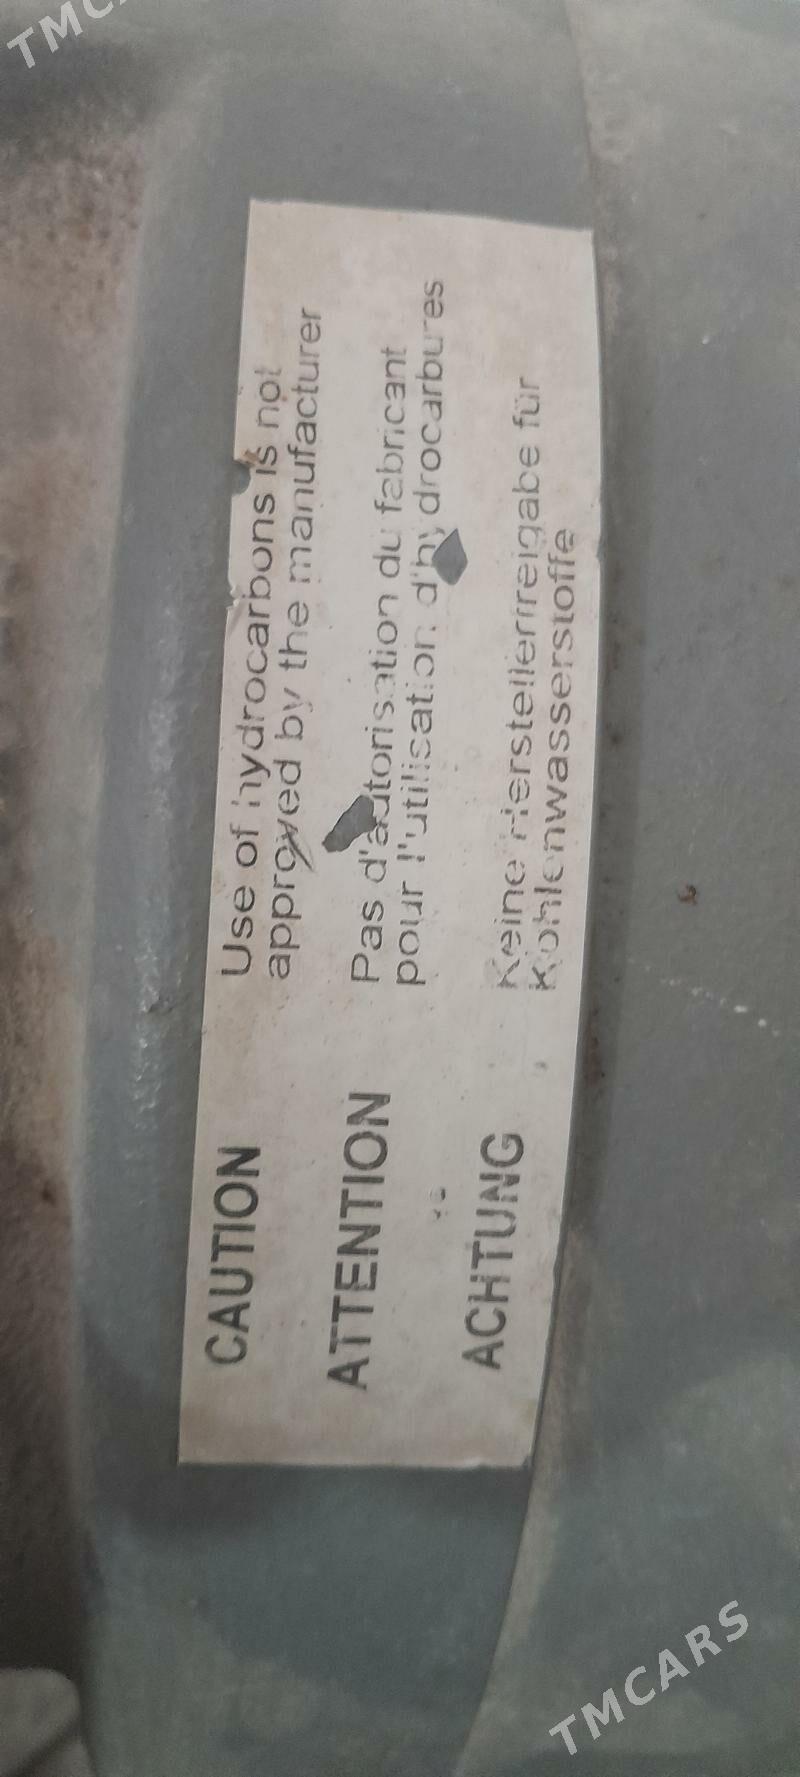 TMCA
CAUTION Use of hydrocarbons is not
approved by the manufacturer
ATTENTION Pas d'autorisation du fabricant
pour l'utilisation d'hydrocarbures
ACHTUNG Keine Herstellerfreigabe für
Kohlenwasserstoffe
TMCARS